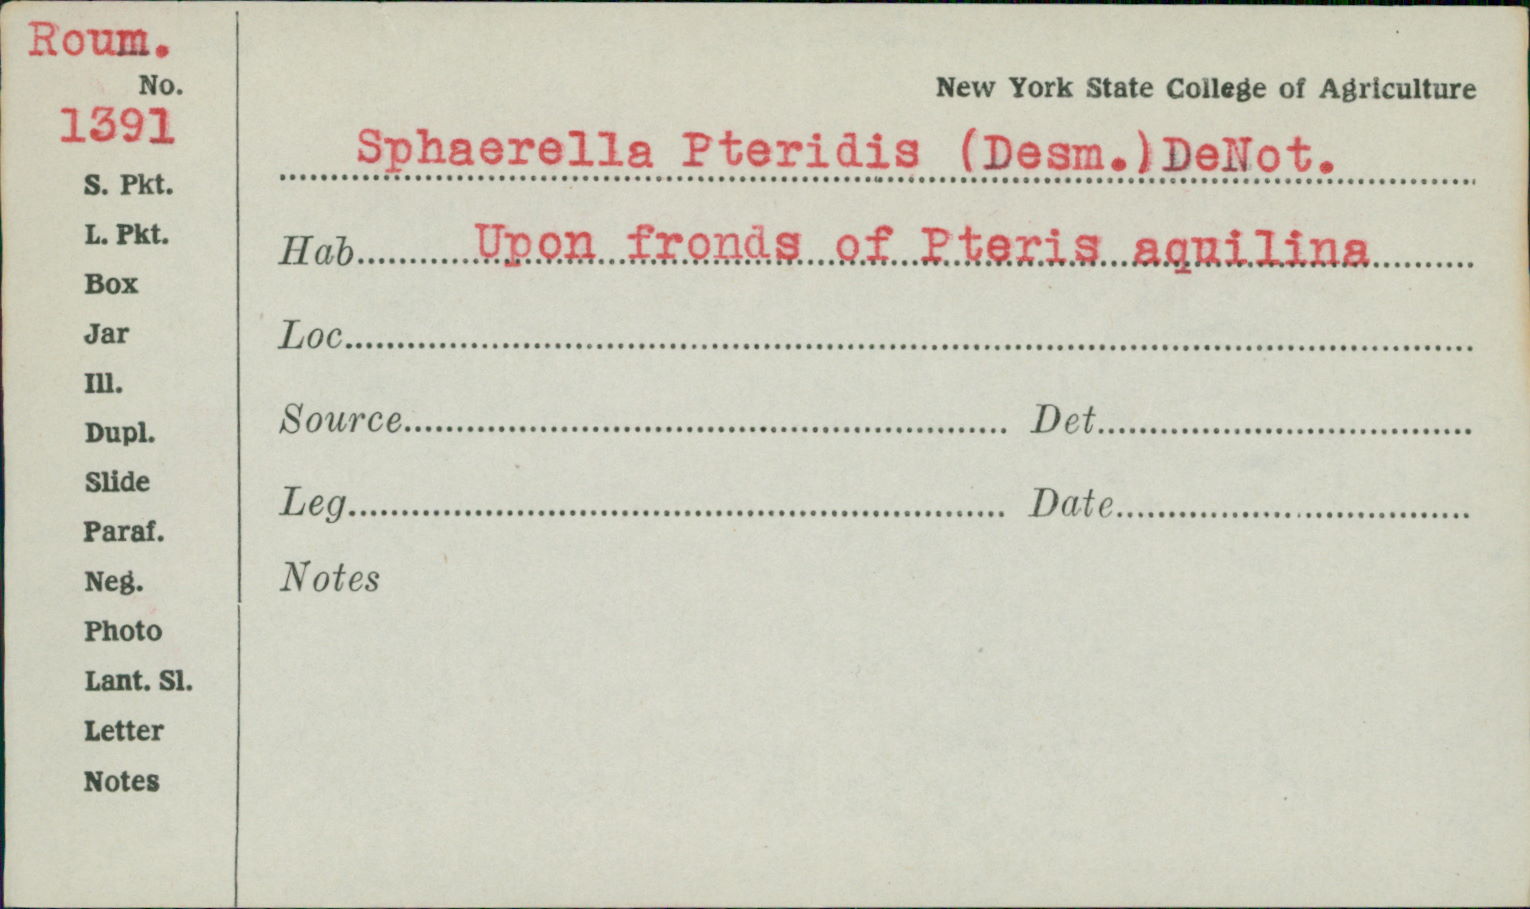 Roum.
No.
1391
S. Pkt.
L. Pkt.
Box
Jar
Ill.
Dupl.
Slide
Paraf.
Neg.
Photo
Lant. Sl.
Letter
Notes
New York State College of Agriculture
Sphaerella Pteridis (Desm.)DeNot.
Hab. Upon fronds of Pteris aquilina
Loc.
Source Det.
Leg. Date
Notes